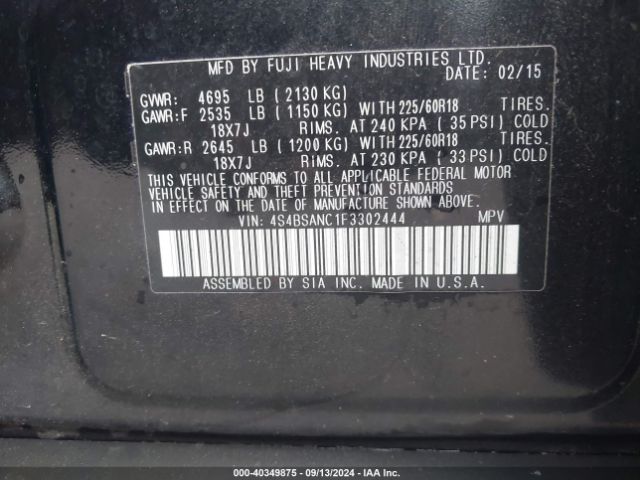 MFD BY FUJI HEAVY INDUSTRIES LTD.
DATE: 02/15
GVWR: 4695 LB ( 2130 KG)
GAWR:F 2535 LB ( 1150 KG) WITH 225/60R18 TIRES.
18X7J RIMS. AT 240 KPA ( 35 PSI) COLD
GAWR:R 2645 LB ( 1200 KG) WITH 225/60R18 TIRES.
18X7J RIMS. AT 230 KPA ( 33 PSI) COLD
THIS VEHICLE CONFORMS TO ALL APPLICABLE FEDERAL MOTOR
VEHICLE SAFETY AND THEFT PREVENTION STANDARDS
IN EFFECT ON THE DATE OF MANUFACTURE SHOWN ABOVE.
VIN: 4S4BSANC1F3302444 MPV
ASSEMBLED BY SIA INC. MADE IN U.S.A.
000-40349875 - 09/13/2024 - IAA Inc.